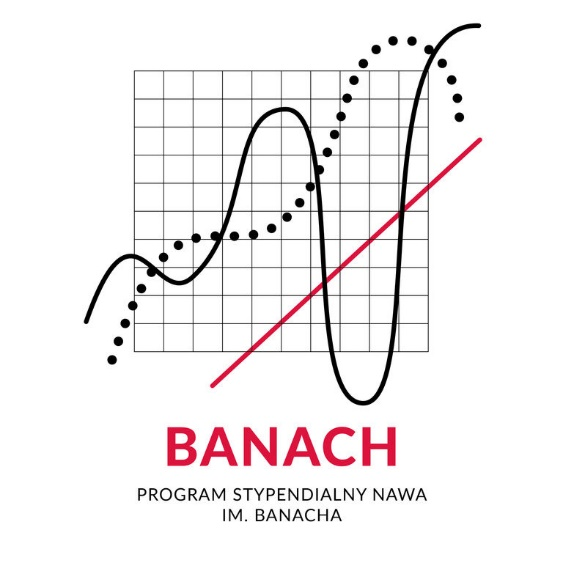 BANACH
PROGRAM STYPENDIALNY NAWA
IM. BANACHA